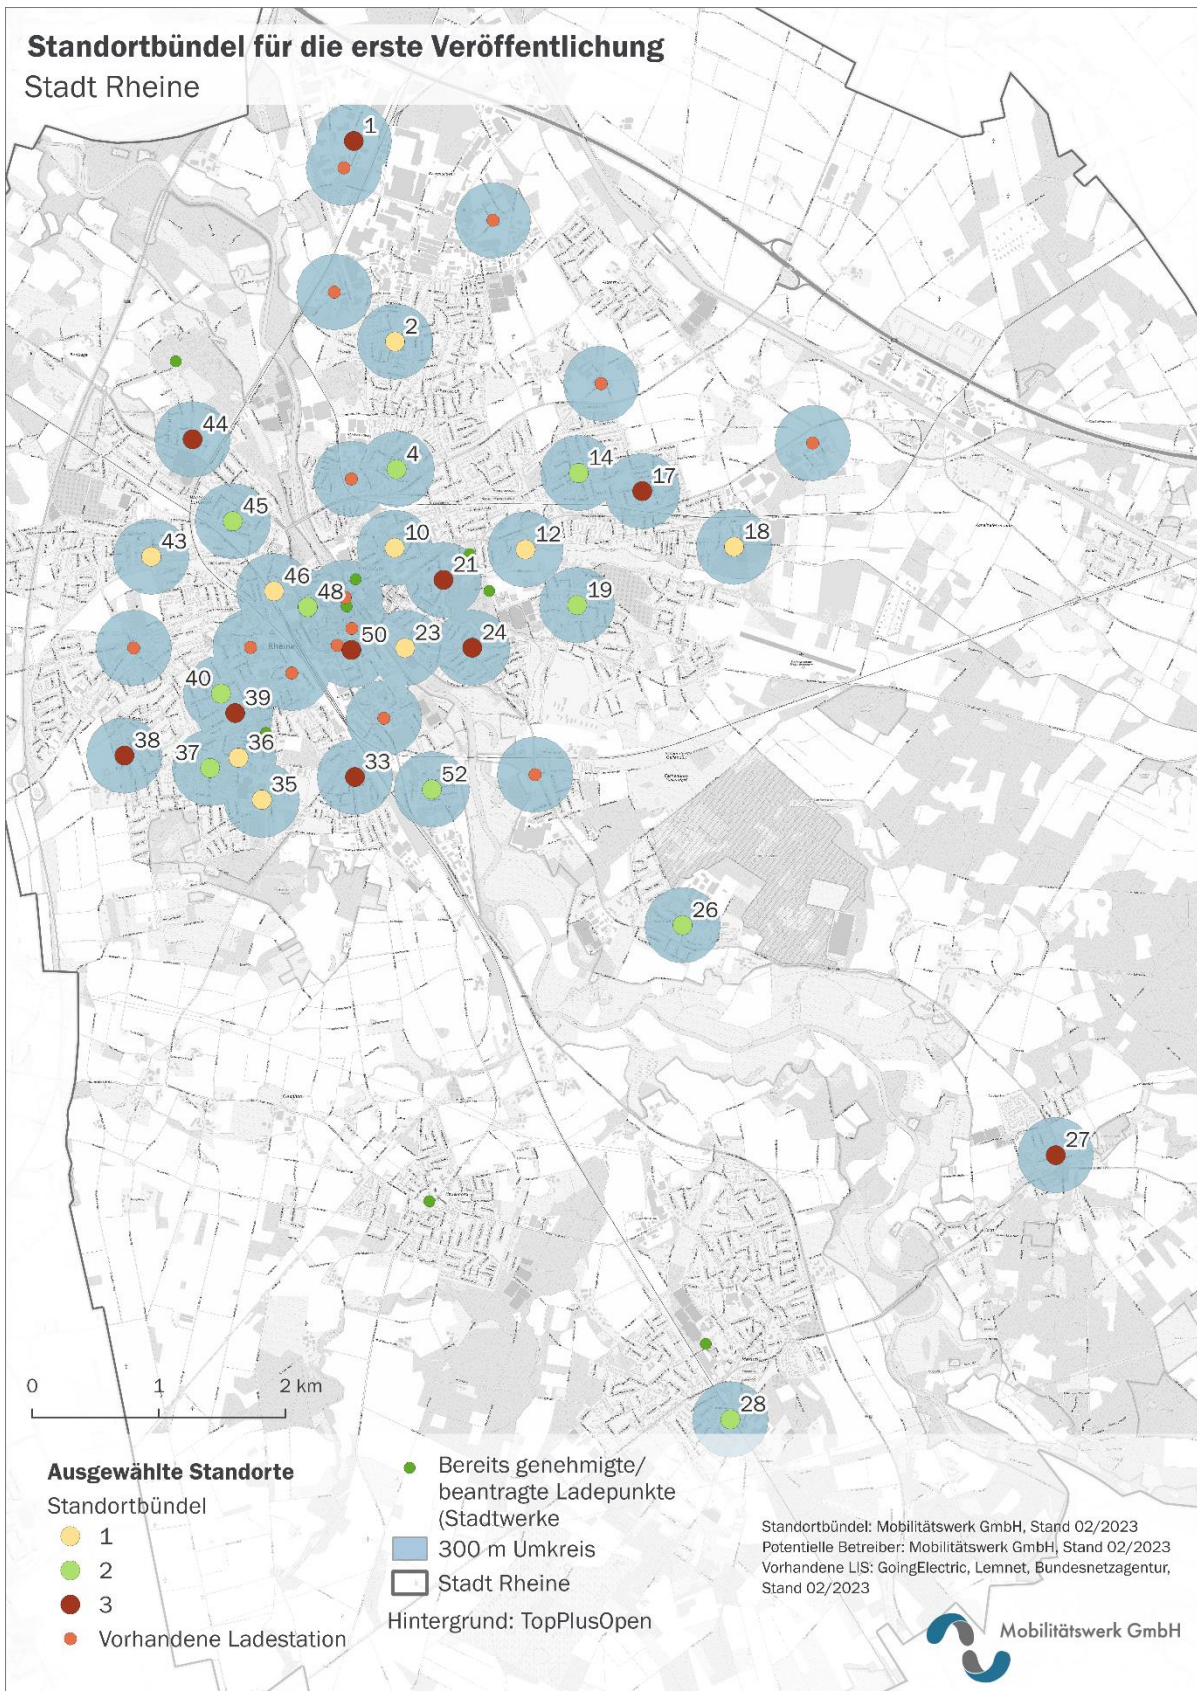 Standortbündel für die erste Veröffentlichung
Stadt Rheine
1
2
44
4
14
17
45
10
12
18
43
21
46
48
19
50
23
24
40
39
38
37
36
33
52
35
26
27
28
Rheine
0 1 2 km
Ausgewählte Standorte
Standortbündel
1
2
3
Vorhandene Ladestation
Bereits genehmigte/
beantragte Ladepunkte
(Stadtwerke
300 m Umkreis
Stadt Rheine
Hintergrund: TopPlusOpen
Standortbündel: Mobilitätswerk GmbH, Stand 02/2023
Potentielle Betreiber: Mobilitätswerk GmbH, Stand 02/2023
Vorhandene LIS: GoingElectric, Lemnet, Bundesnetzagentur,
Stand 02/2023
Mobilitätswerk GmbH